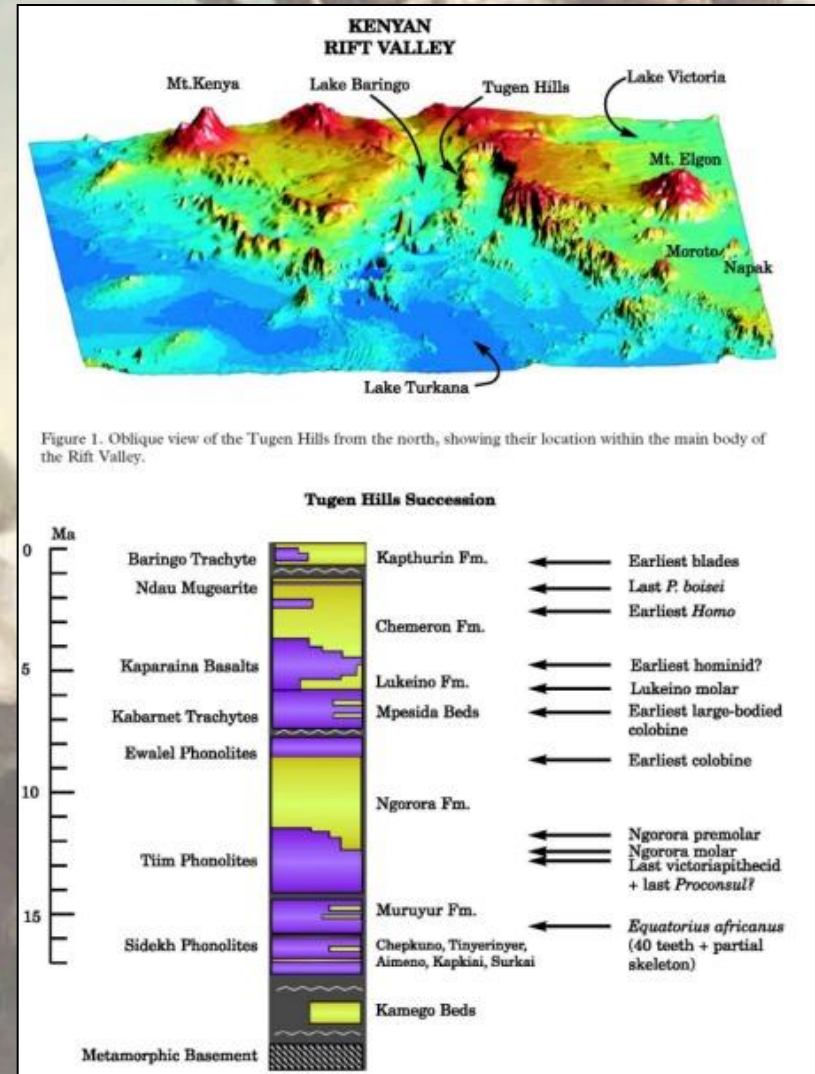 KENYAN
RIFT VALLEY
Mt.Kenya
Lake Baringo
Tugen Hills
Lake Victoria
Mt. Elgon
Moroto
Napak
Lake Turkana
Figure 1. Oblique view of the Tugen Hills from the north, showing their location within the main body of
the Rift Valley.
Tugen Hills Succession
Ma
0
5
10
15
Baringo Trachyte
Ndau Mugearite
Kaparaina Basalts
Kabarnet Trachytes
Ewalel Phonolites
Tiim Phonolites
Sidekh Phonolites
Metamorphic Basement
Kapthurin Fm.
Chemeron Fm.
Lukeino Fm.
Mpesida Beds
Ngorora Fm.
Muruyur Fm.
Chepkuno, Tinyerinyer,
Aimeno, Kapkiai, Surkai
Kamego Beds
Earliest blades
Last P. boisei
Earliest Homo
Earliest hominid?
Lukeino molar
Earliest large-bodied
colobine
Earliest colobine
Ngorora premolar
Ngorora molar
Last victoriapithecid
+ last Proconsul?
Equatorius africanus
(40 teeth + partial
skeleton)